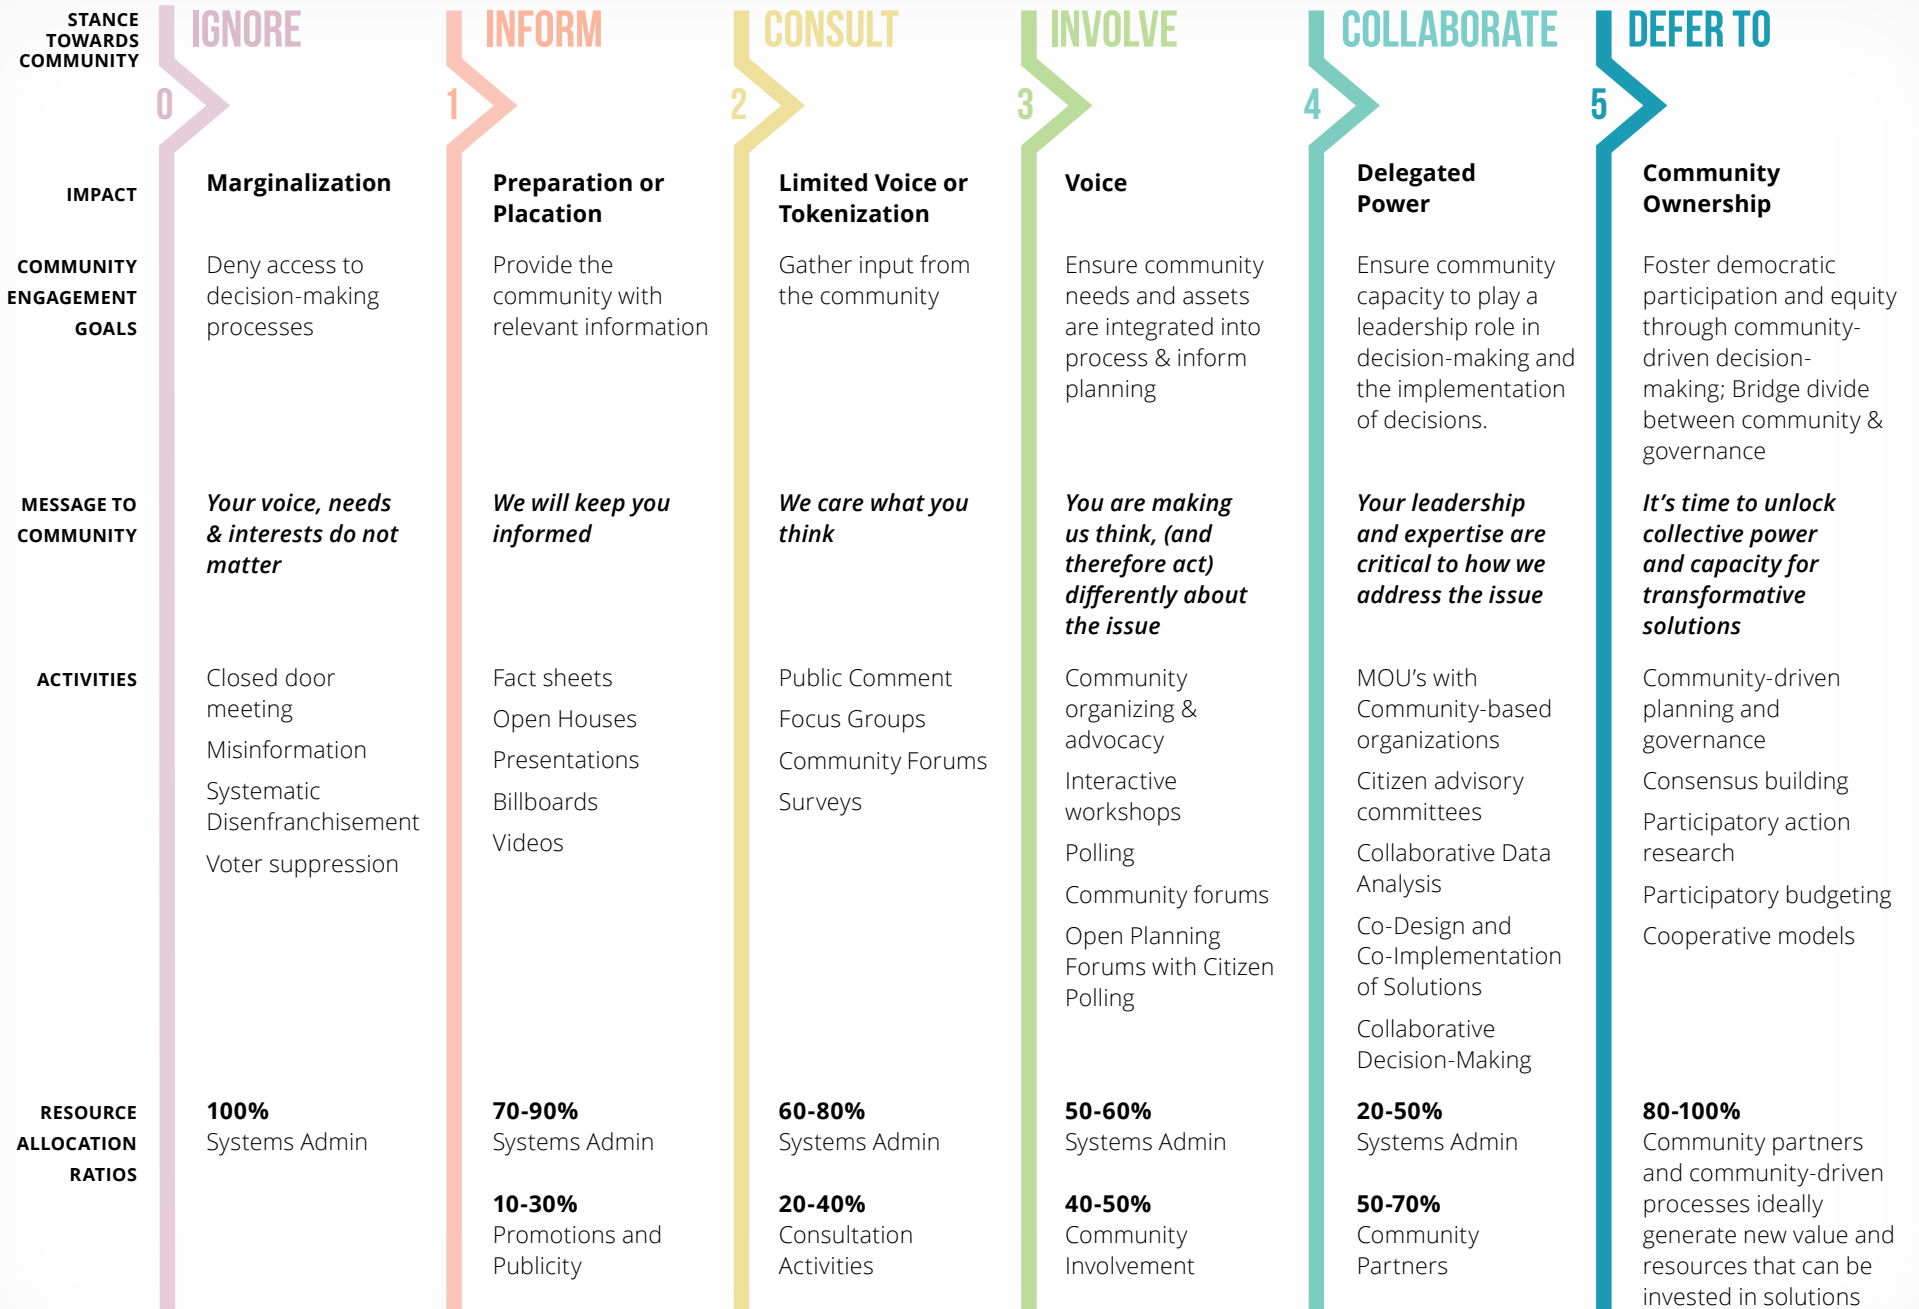 STANCE
TOWARDS
COMMUNITY
IGNORE
INFORM
CONSULT
INVOLVE
COLLABORATE
DEFER TO
0
1
2
3
4
5
IMPACT
Marginalization
Preparation or
Placation
Limited Voice or
Tokenization
Voice
Delegated
Power
Community
Ownership
COMMUNITY
ENGAGEMENT
GOALS
Deny access to
decision-making
processes
Provide the
community with
relevant information
Gather input from
the community
Ensure community
needs and assets
are integrated into
process & inform
planning
Ensure community
capacity to play a
leadership role in
decision-making and
the implementation
of decisions.
Foster democratic
participation and equity
through community-
driven decision-
making; Bridge divide
between community &
governance
MESSAGE TO
COMMUNITY
Your voice, needs
& interests do not
matter
We will keep you
informed
We care what you
think
You are making
us think, (and
therefore act)
differently about
the issue
Your leadership
and expertise are
critical to how we
address the issue
It’s time to unlock
collective power
and capacity for
transformative
solutions
ACTIVITIES
Closed door
meeting
Misinformation
Systematic
Disenfranchisement
Voter suppression
Fact sheets
Open Houses
Presentations
Billboards
Videos
Public Comment
Focus Groups
Community Forums
Surveys
Community
organizing &
advocacy
Interactive
workshops
Polling
Community forums
Open Planning
Forums with Citizen
Polling
MOU’s with
Community-based
organizations
Citizen advisory
committees
Collaborative Data
Analysis
Co-Design and
Co-Implementation
of Solutions
Collaborative
Decision-Making
Community-driven
planning and
governance
Consensus building
Participatory action
research
Participatory budgeting
Cooperative models
RESOURCE
ALLOCATION
RATIOS
100%
Systems Admin
70-90%
Systems Admin
10-30%
Promotions and
Publicity
60-80%
Systems Admin
20-40%
Consultation
Activities
50-60%
Systems Admin
40-50%
Community
Involvement
20-50%
Systems Admin
50-70%
Community
Partners
80-100%
Community partners
and community-driven
processes ideally
generate new value and
resources that can be
invested in solutions